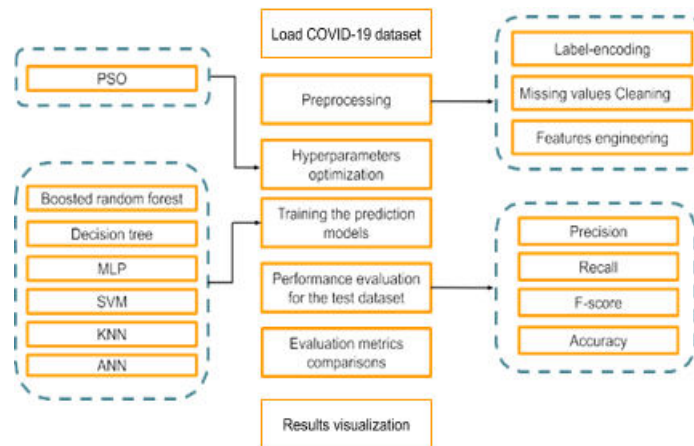 Load COVID-19 dataset
PSO
Preprocessing
Label-encoding
Missing values Cleaning
Features engineering
Hyperparameters
optimization
Boosted random forest
Decision tree
MLP
SVM
KNN
ANN
Training the prediction
models
Performance evaluation
for the test dataset
Precision
Recall
F-score
Accuracy
Evaluation metrics
comparisons
Results visualization